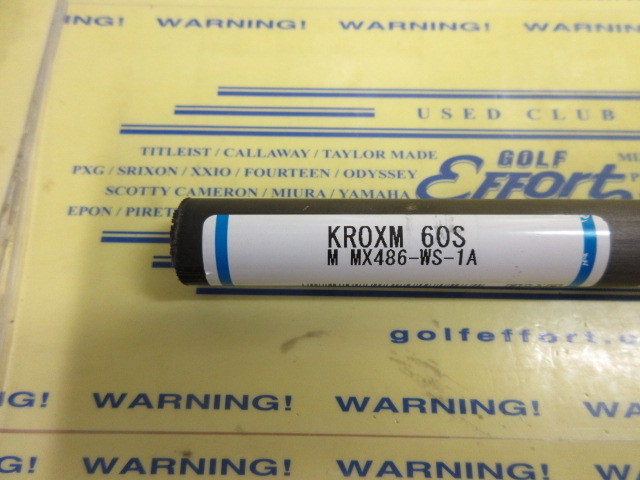 WARNING! WARNING! WARNING! WARNING!
USED CLUB
TITLEIST / CALLAWAY / TAYLOR MADE
PXG / SRIXON / XXIO / FOURTEEN / ODYSSEY
SCOTTY CAMERON / MIURA / YAMAHA
EPON / PIRET
GOLF
Effort
KROXM 60S
M MX486-WS-1A
golfeffort.c
WARNING! WARNING! WARNING!
WARNING! WARNING! WARNING!